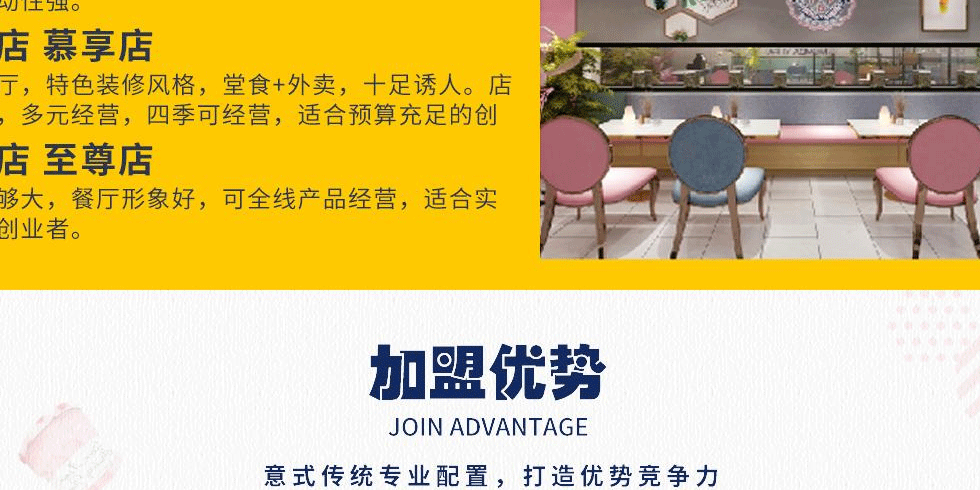 动性强。
店 慕享店
厅，特色装修风格，堂食+外卖，十足诱人。店
，多元经营，四季可经营，适合预算充足的创
店 至尊店
够大，餐厅形象好，可全线产品经营，适合实
创业者。
加盟优势
JOIN ADVANTAGE
意式传统专业配置，打造优势竞争力